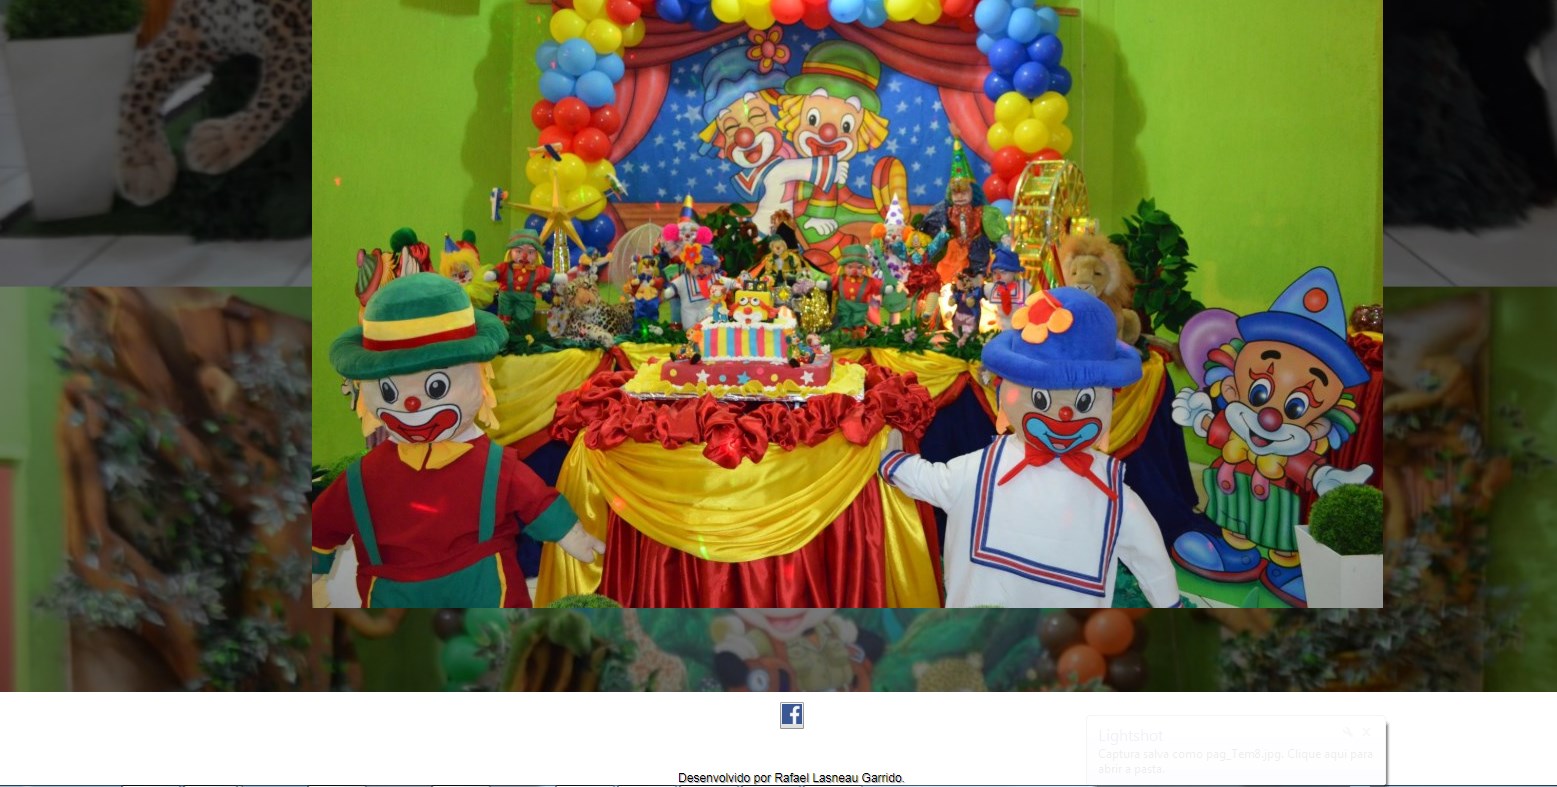 Lightshot
Captura salva como pag_Tem8.jpg. Clique aqui para
abrir a pasta.
Desenvolvido por Rafael Lasneau Garrido.